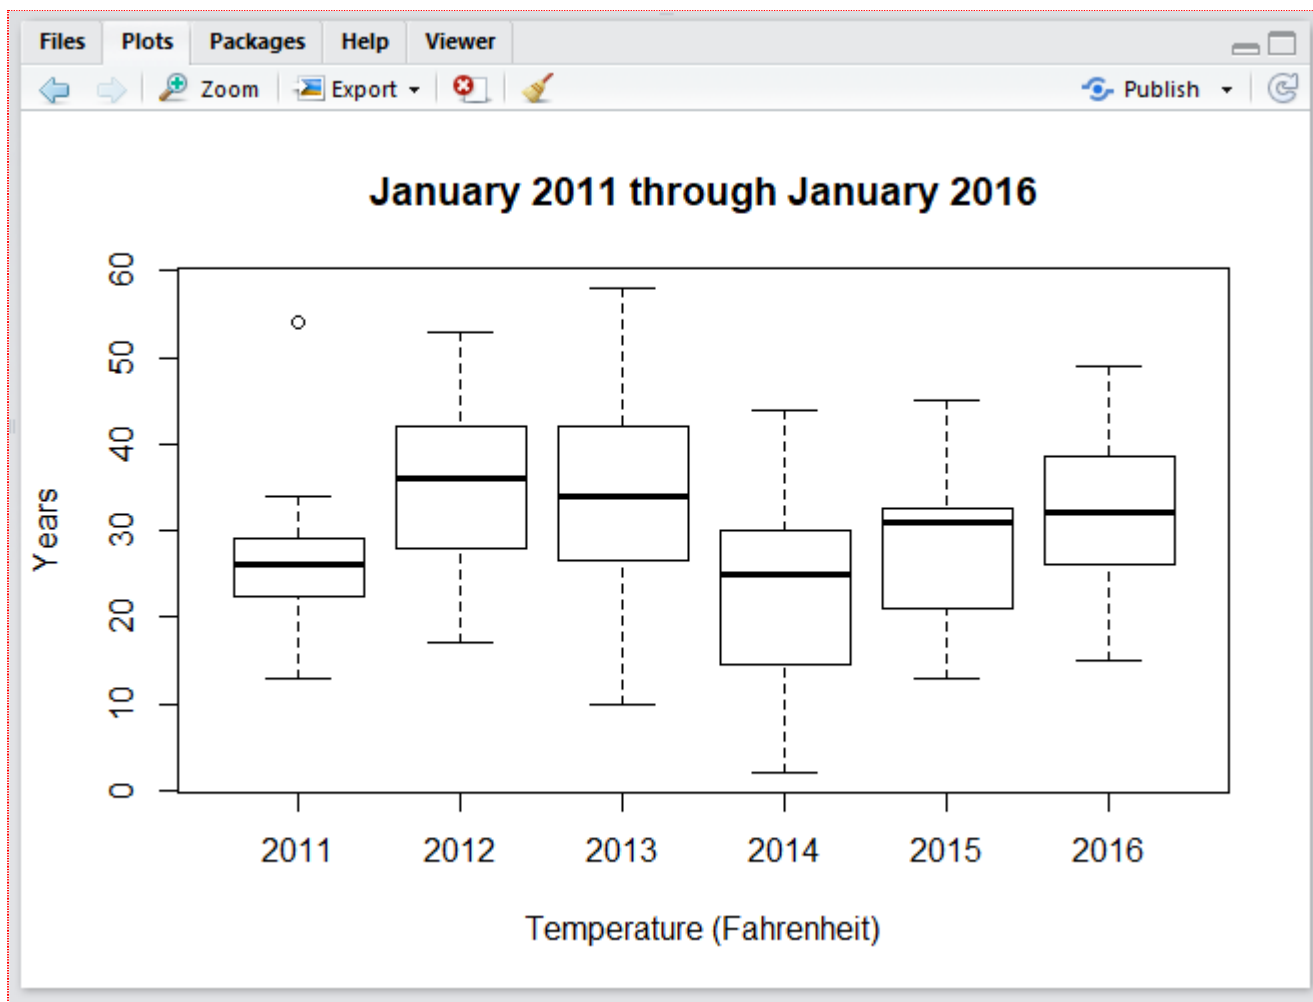 Files Plots Packages Help Viewer
Zoom Export Publish
January 2011 through January 2016
60
50
40
30
20
10
0
Years
2011 2012 2013 2014 2015 2016
Temperature (Fahrenheit)